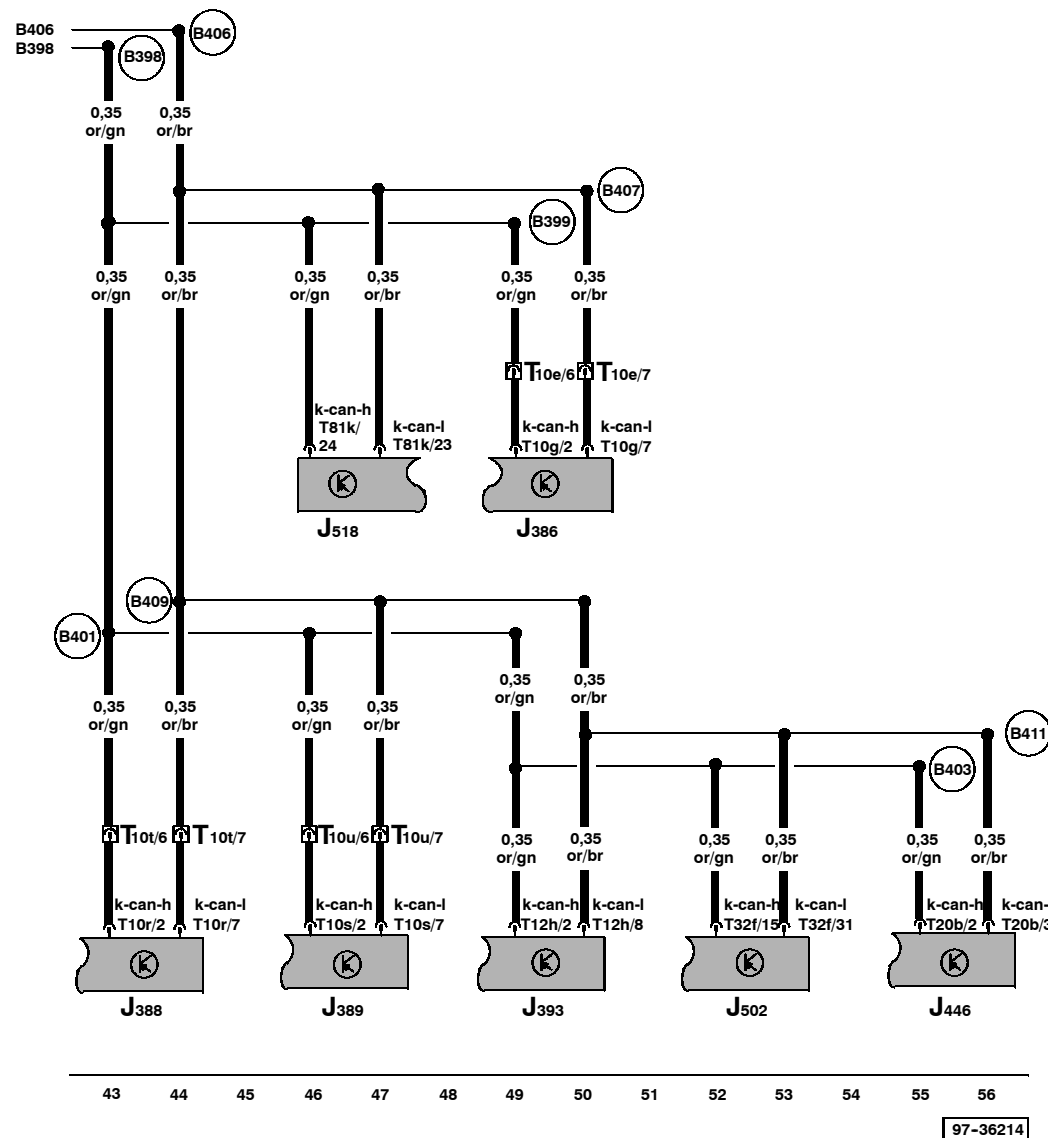 B406
B398
B406
B398
0,35
or/gn
0,35
or/br
B407
B399
0,35
or/gn
0,35
or/br
0,35
or/gn
0,35
or/br
0,35
or/gn
0,35
or/br
T10e/6
T10e/7
k-can-h
T81k/
24
k-can-l
T81k/23
k-can-h
T10g/2
k-can-l
T10g/7
J518
J386
B409
B401
0,35
or/gn
0,35
or/br
0,35
or/gn
0,35
or/br
0,35
or/gn
0,35
or/br
B411
B403
T10t/6
T10t/7
T10u/6
T10u/7
0,35
or/gn
0,35
or/br
0,35
or/gn
0,35
or/br
0,35
or/gn
0,35
or/br
k-can-h
T10r/2
k-can-l
T10r/7
k-can-h
T10s/2
k-can-l
T10s/7
k-can-h
T12h/2
k-can-l
T12h/8
k-can-h
T32f/15
k-can-l
T32f/31
k-can-h
T20b/2
k-can-
T20b/3
J388
J389
J393
J502
J446
43 44 45 46 47 48 49 50 51 52 53 54 55 56
97-36214